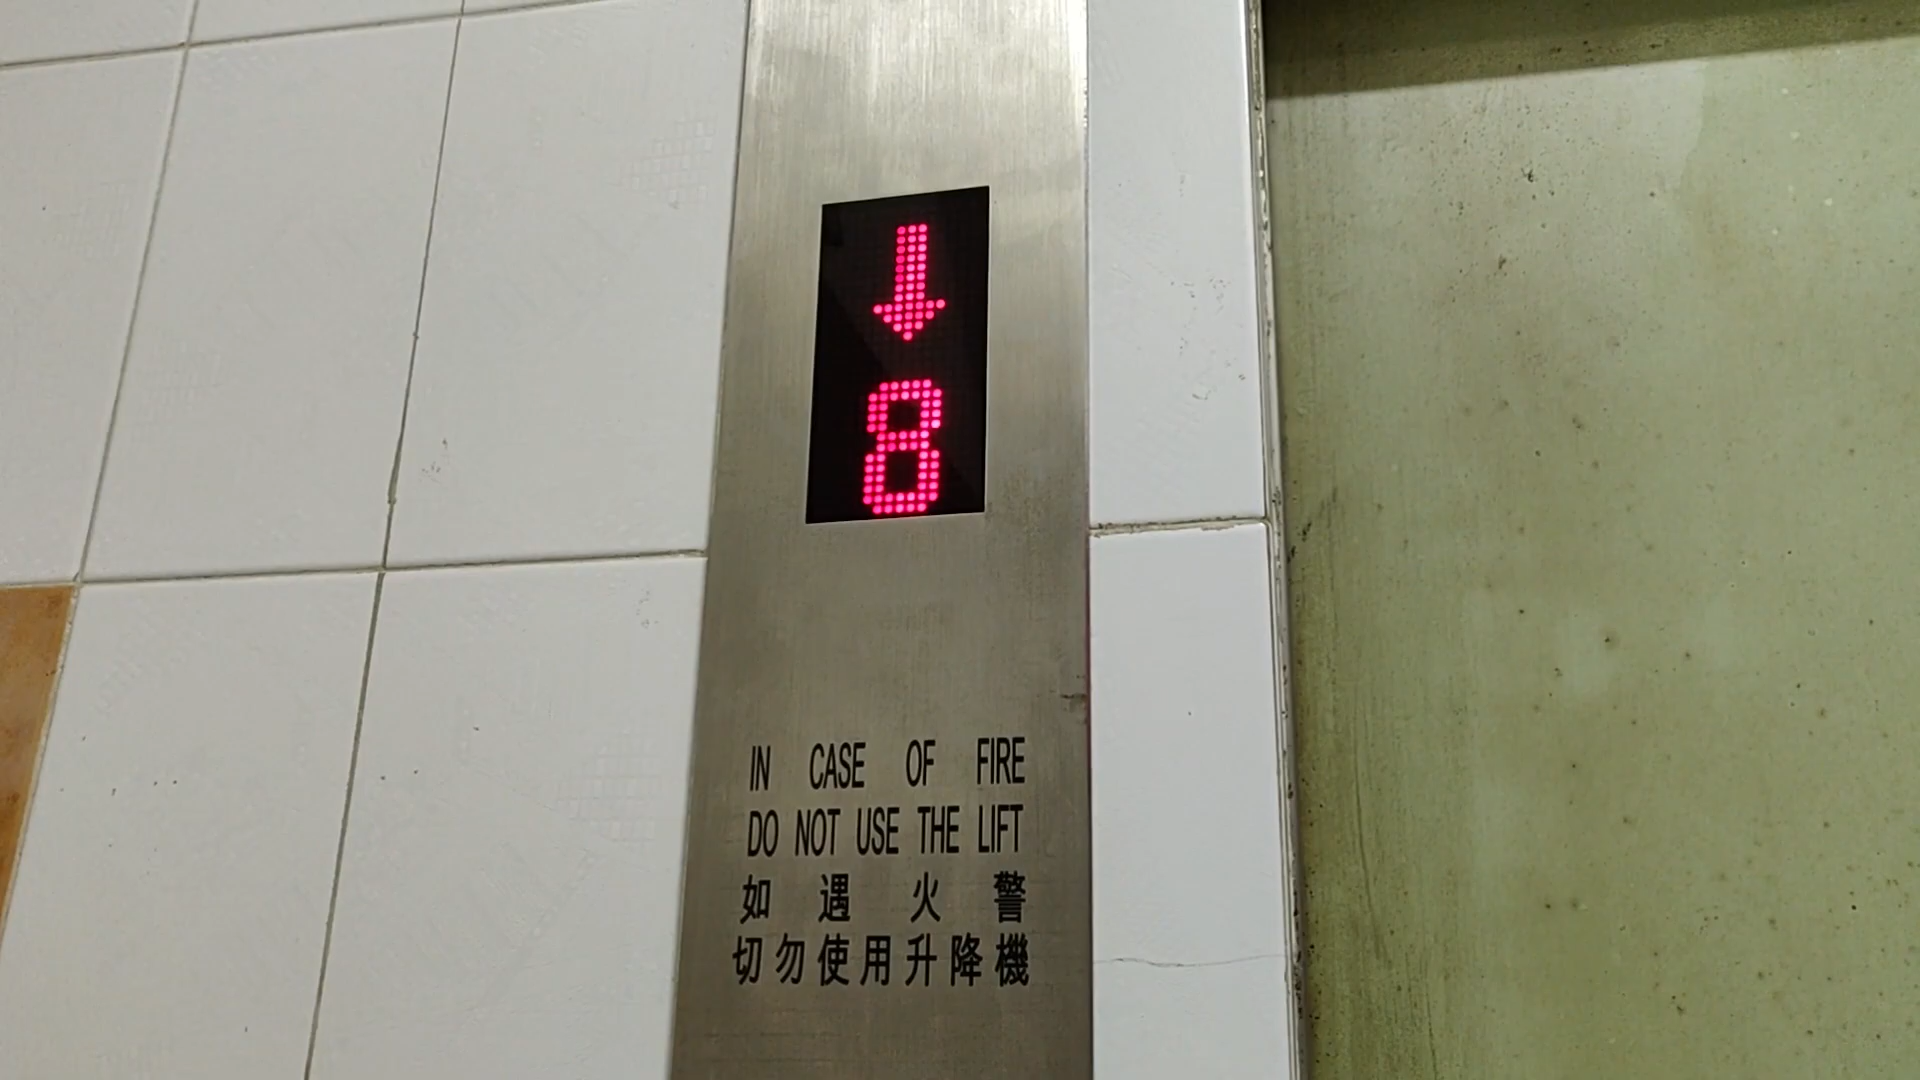 ↓
8
IN CASE OF FIRE
DO NOT USE THE LIFT
如遇火警
切勿使用升降機